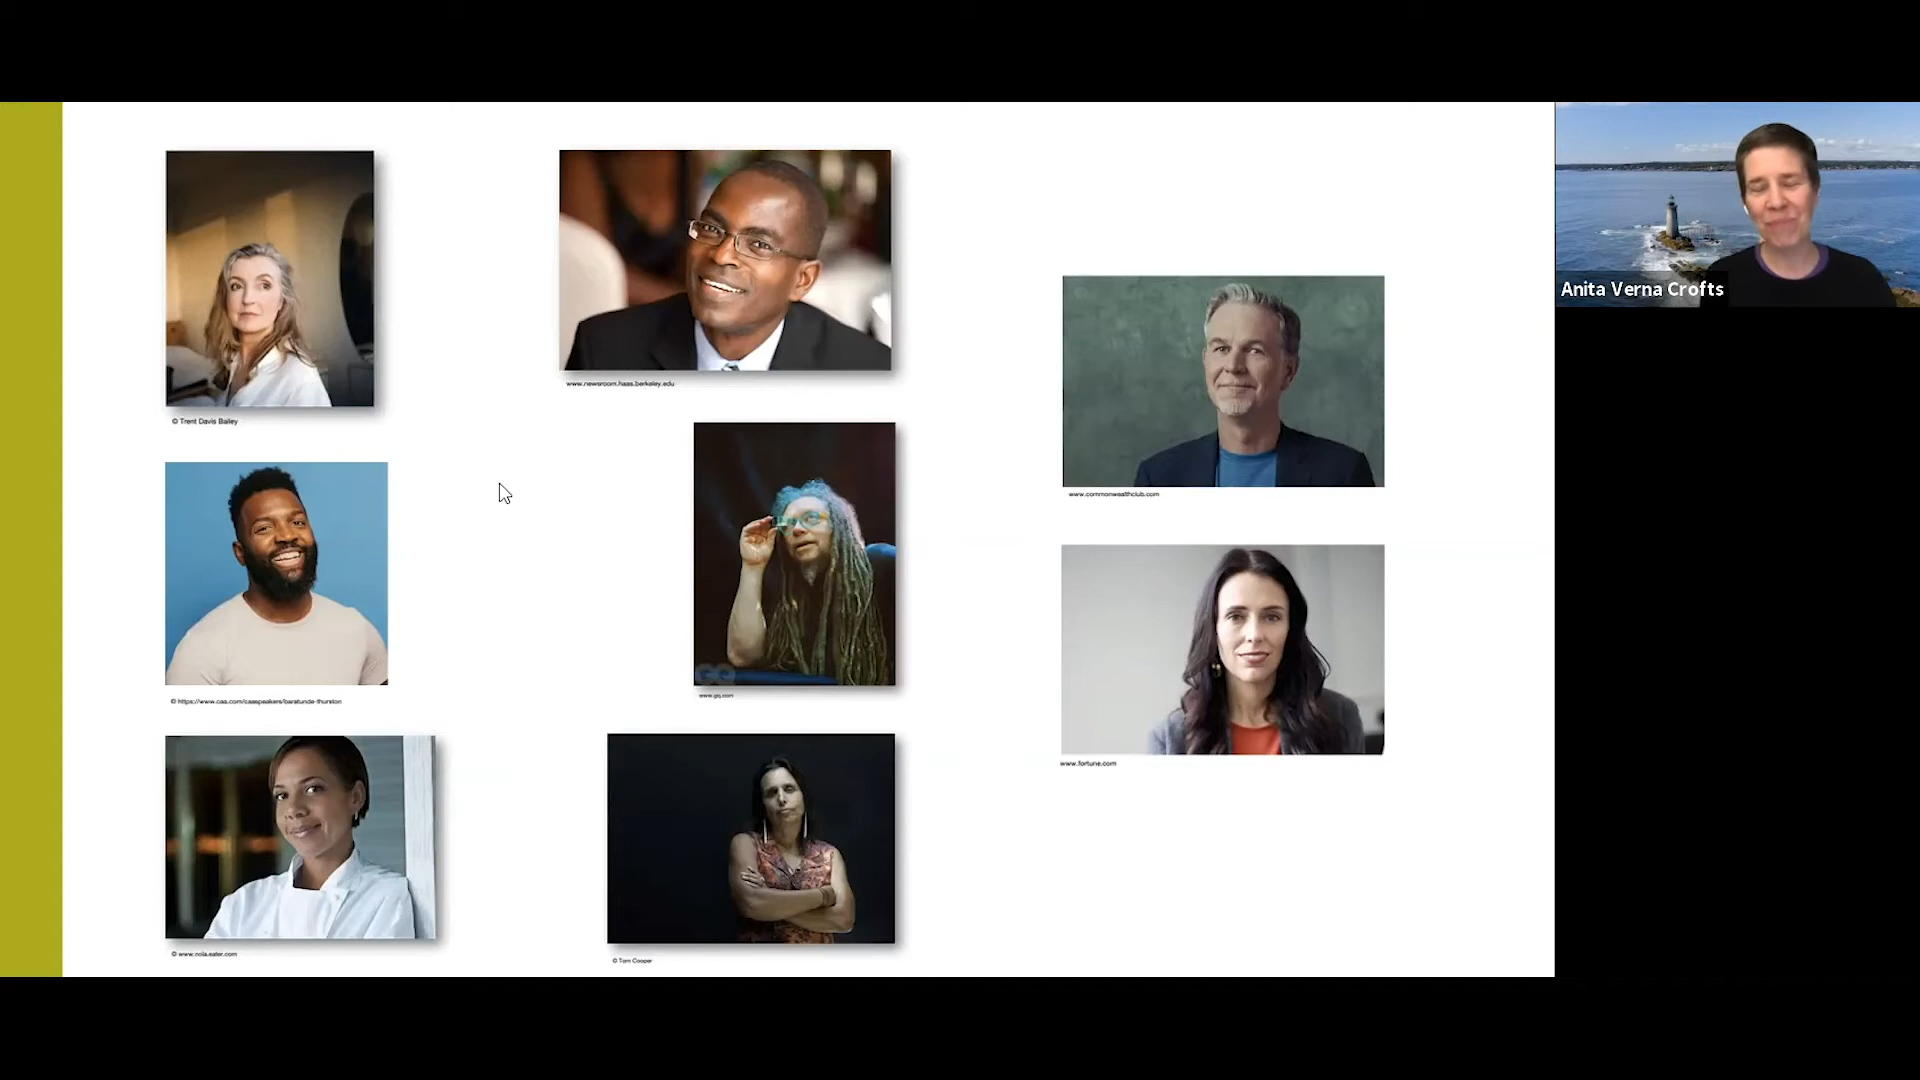 Anita Verna Crofts
© Trent Davis Bailey
www.newsroom.haas.berkeley.edu
www.commonwealthclub.com
© https://www.caa.com/caaspeakers/baratunde-thurston
www.gq.com
GQ
www.fortune.com
© www.nola.eater.com
© Tom Cooper